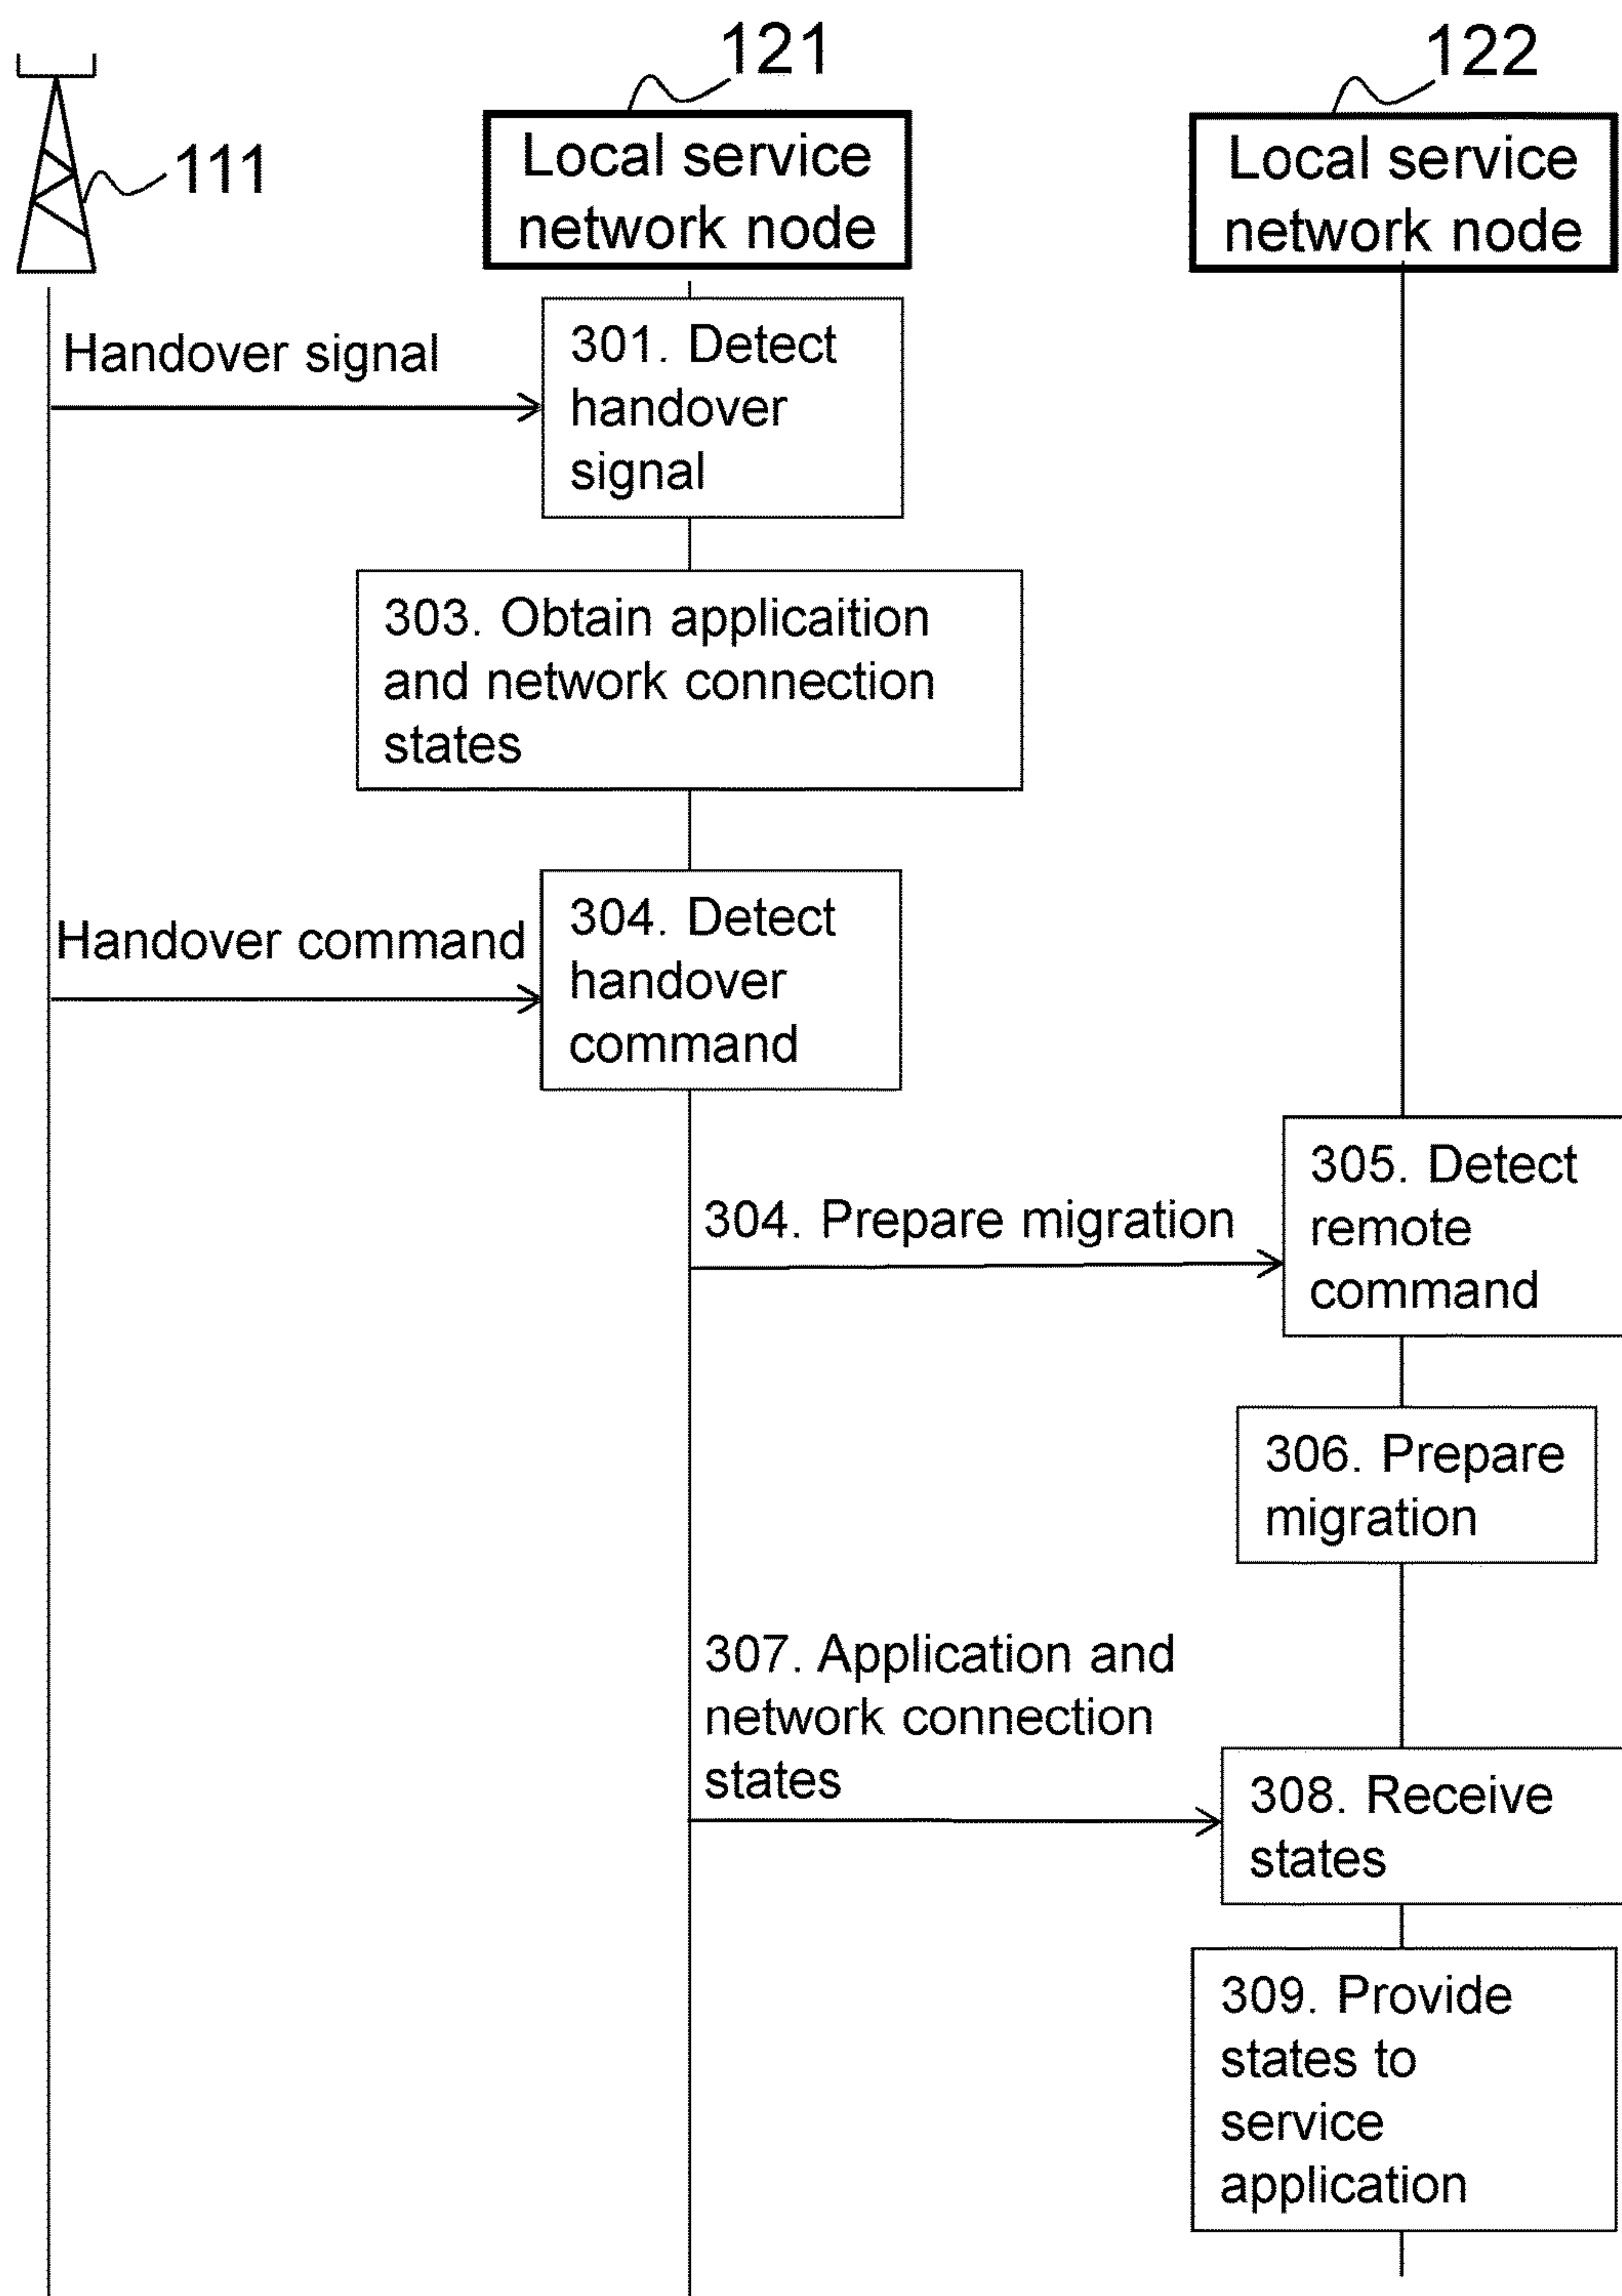 121
122
111
Local service
network node
Local service
network node
Handover signal
301. Detect
handover
signal
303. Obtain applicaition
and network connection
states
Handover command
304. Detect
handover
command
304. Prepare migration
305. Detect
remote
command
306. Prepare
migration
307. Application and
network connection
states
308. Receive
states
309. Provide
states to
service
application